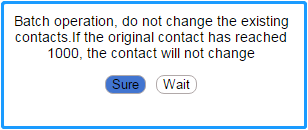 Batch operation, do not change the existing
contacts.If the original contact has reached
1000, the contact will not change
Sure Wait